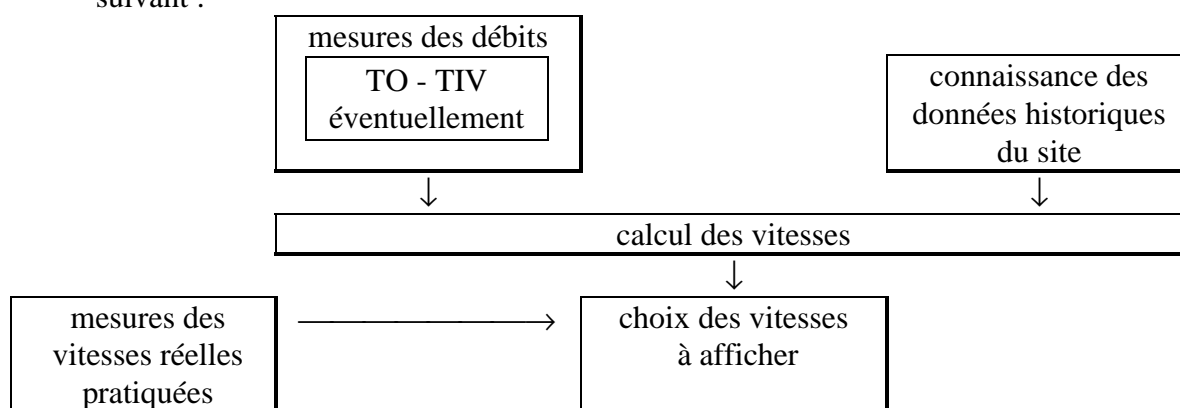 suivant :
mesures des débits
TO - TIV
éventuellement
connaissance des
données historiques
du site
↓ ↓
calcul des vitesses
↓
mesures des
vitesses réelles
pratiquées
→
choix des vitesses
à afficher